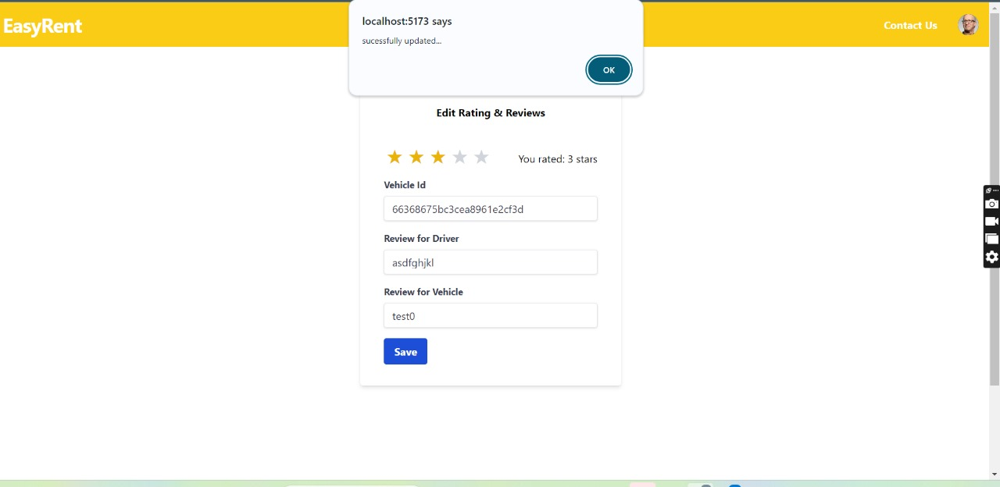 localhost:5173 says
sucessfully updated...
OK
EasyRent
Contact Us
Edit Rating & Reviews
You rated: 3 stars
Vehicle Id
66368675bc3cea8961e2cf3d
Review for Driver
asdfghjkl
Review for Vehicle
test0
Save